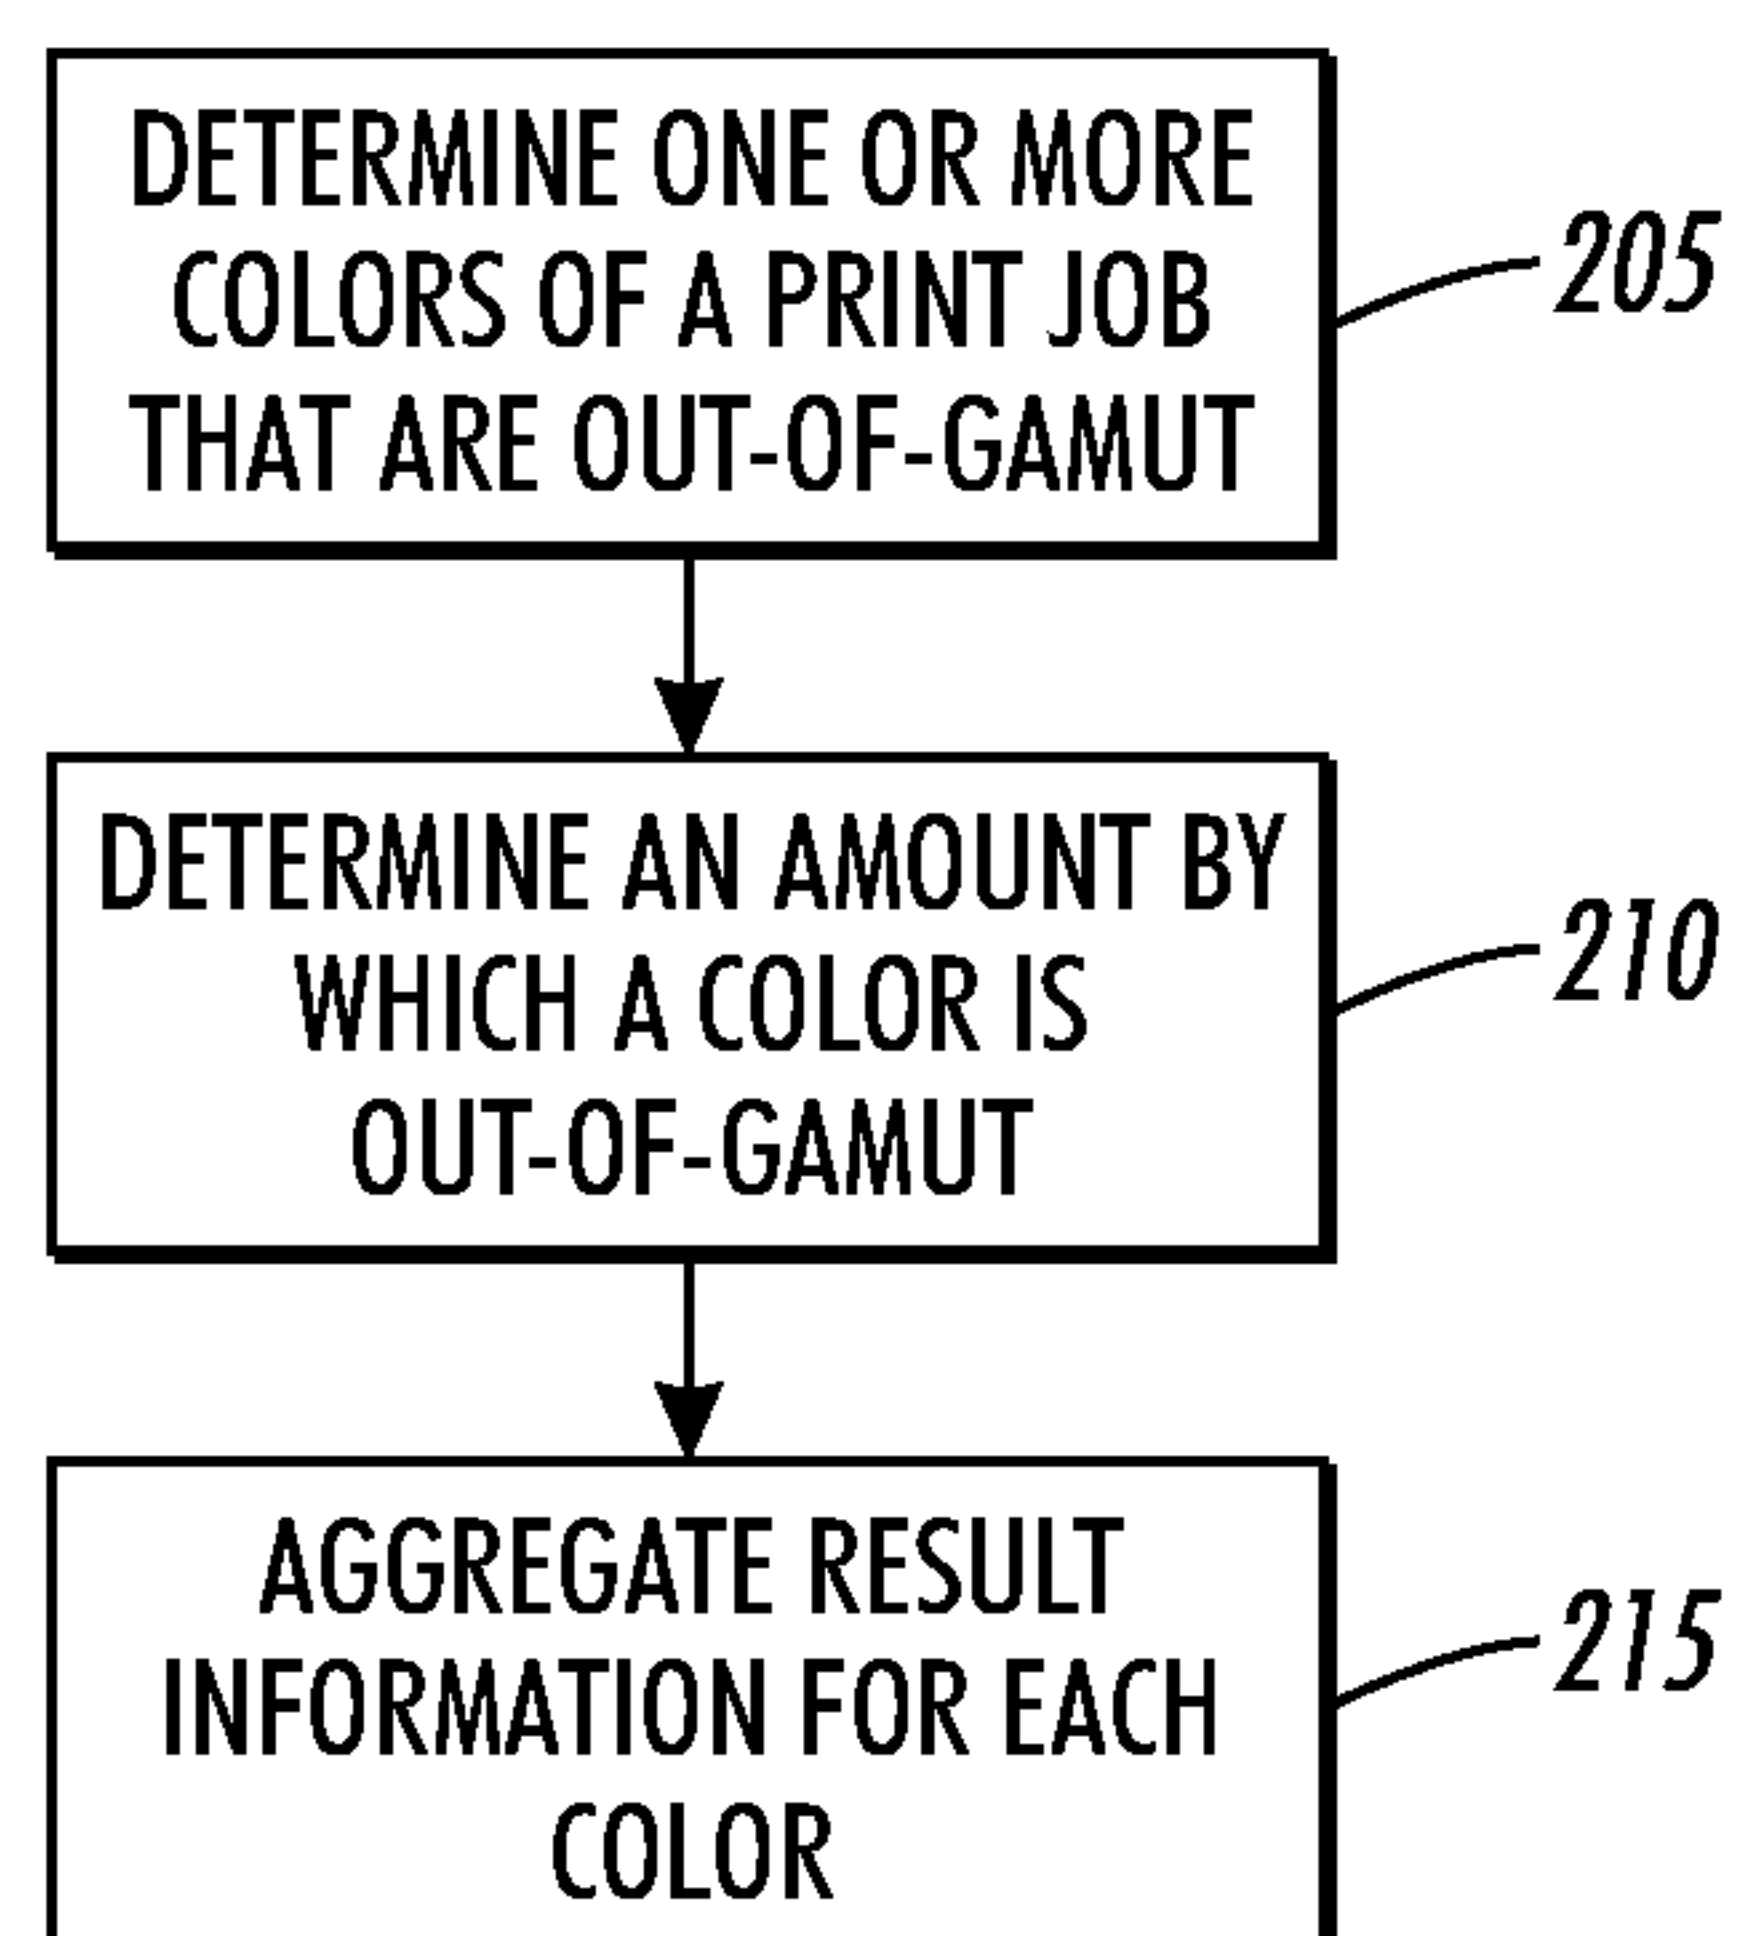 DETERMINE ONE OR MORE
COLORS OF A PRINT JOB
THAT ARE OUT-OF-GAMUT
205
DETERMINE AN AMOUNT BY
WHICH A COLOR IS
OUT-OF-GAMUT
210
AGGREGATE RESULT
INFORMATION FOR EACH
COLOR
215